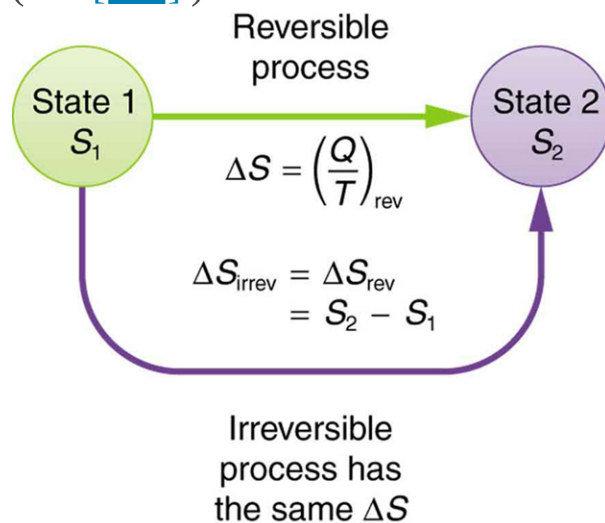 Reversible
process
State 1
S₁
State 2
S₂
ΔS = (Q/T)rev
ΔSirrev = ΔSrev
= S₂ − S₁
Irreversible
process has
the same ΔS